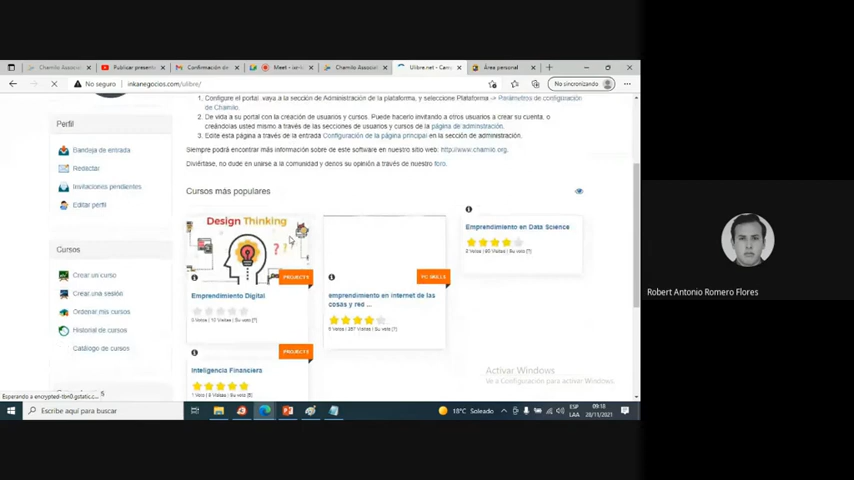 Chamilo Associat
Publicar present
Confirmación de
Meet
Chamilo Associat
Ulibre.net - Cam
Área personal
No seguro
inkanegocios.com/ulibre/
No sincronizando
Perfil
Bandeja de entrada
Redactar
Invitaciones pendientes
Editar perfil
Cursos
Crear un curso
Crear una sesión
Ordenar mis cursos
Historial de cursos
Catálogo de cursos
1. Configure el portal: vaya a la sección de Administración de la plataforma, y seleccione Plataforma -> Parámetros de configuración
de Chamilo.
2. De vida a su portal con la creación de usuarios y cursos. Puede hacerlo invitando a otros usuarios a crear su cuenta, o
creándolas usted mismo a través de las secciones de usuarios y cursos de la página de administración.
3. Edite esta página a través de la entrada Configuración de la página principal en la sección de administración.
Siempre podrá encontrar más información sobre de este software en nuestro sitio web: http://www.chamilo.org.
Diviértase, no dude en unirse a la comunidad y denos su opinión a través de nuestro foro.
Cursos más populares
Design Thinking
PROJECTS
Emprendimiento Digital
PC SKILLS
emprendimiento en internet de las
cosas y red ...
Emprendimiento en Data Science
PROJECTS
Inteligencia Financiera
Activar Windows
Ve a Configuración para activar Windows.
Robert Antonio Romero Flores
Escribe aquí para buscar
18°C Soleado
ESP
LAA
09:18
28/11/2021